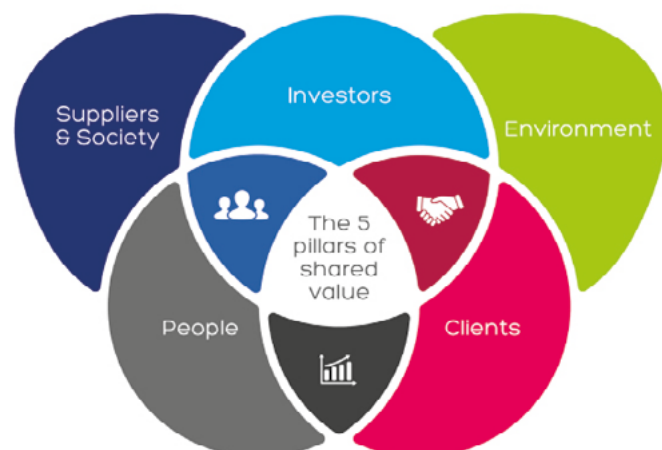 Suppliers
& Society
Investors
Environment
The 5
pillars of
shared
value
People
Clients